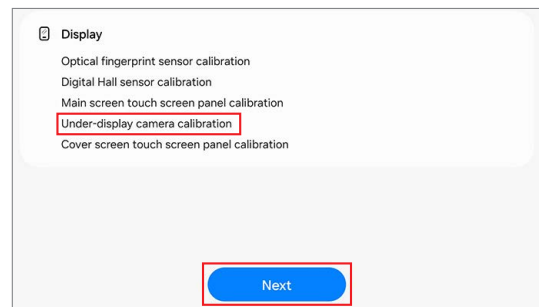 Display
Optical fingerprint sensor calibration
Digital Hall sensor calibration
Main screen touch screen panel calibration
Under-display camera calibration
Cover screen touch screen panel calibration
Next